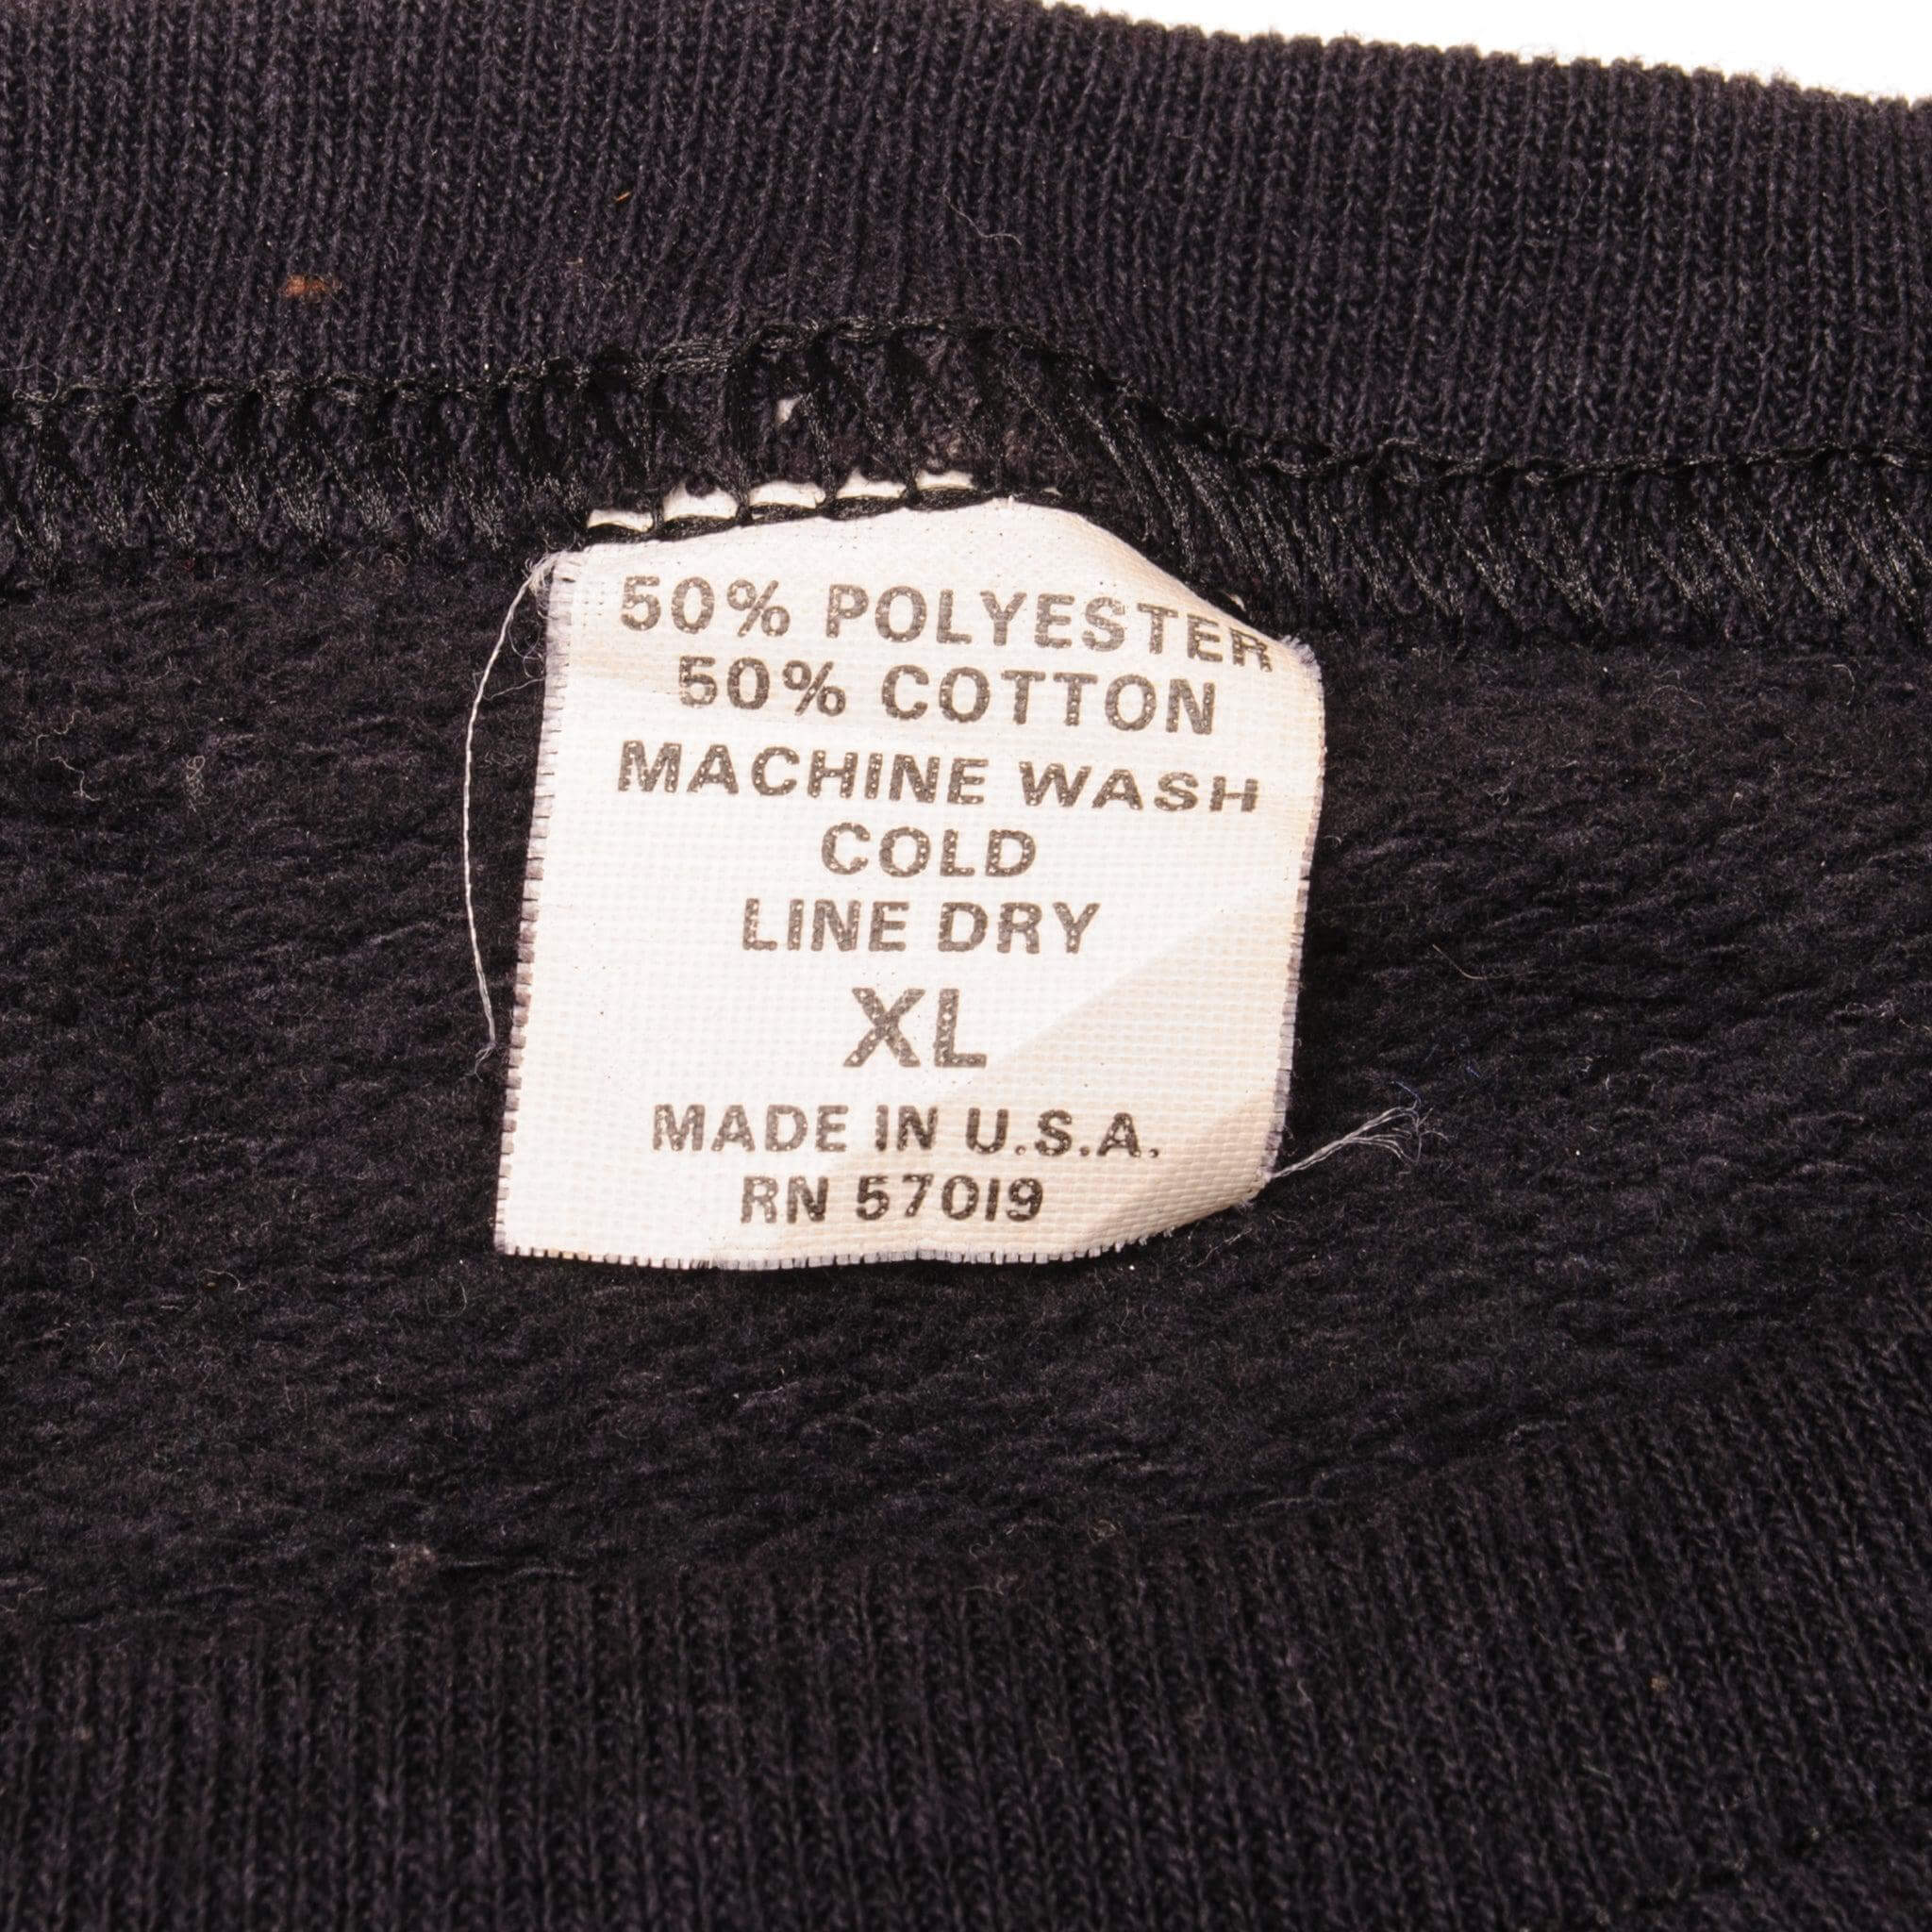 50% POLYESTER
50% COTTON
MACHINE WASH
COLD
LINE DRY
XL
MADE IN U.S.A.
RN 57019